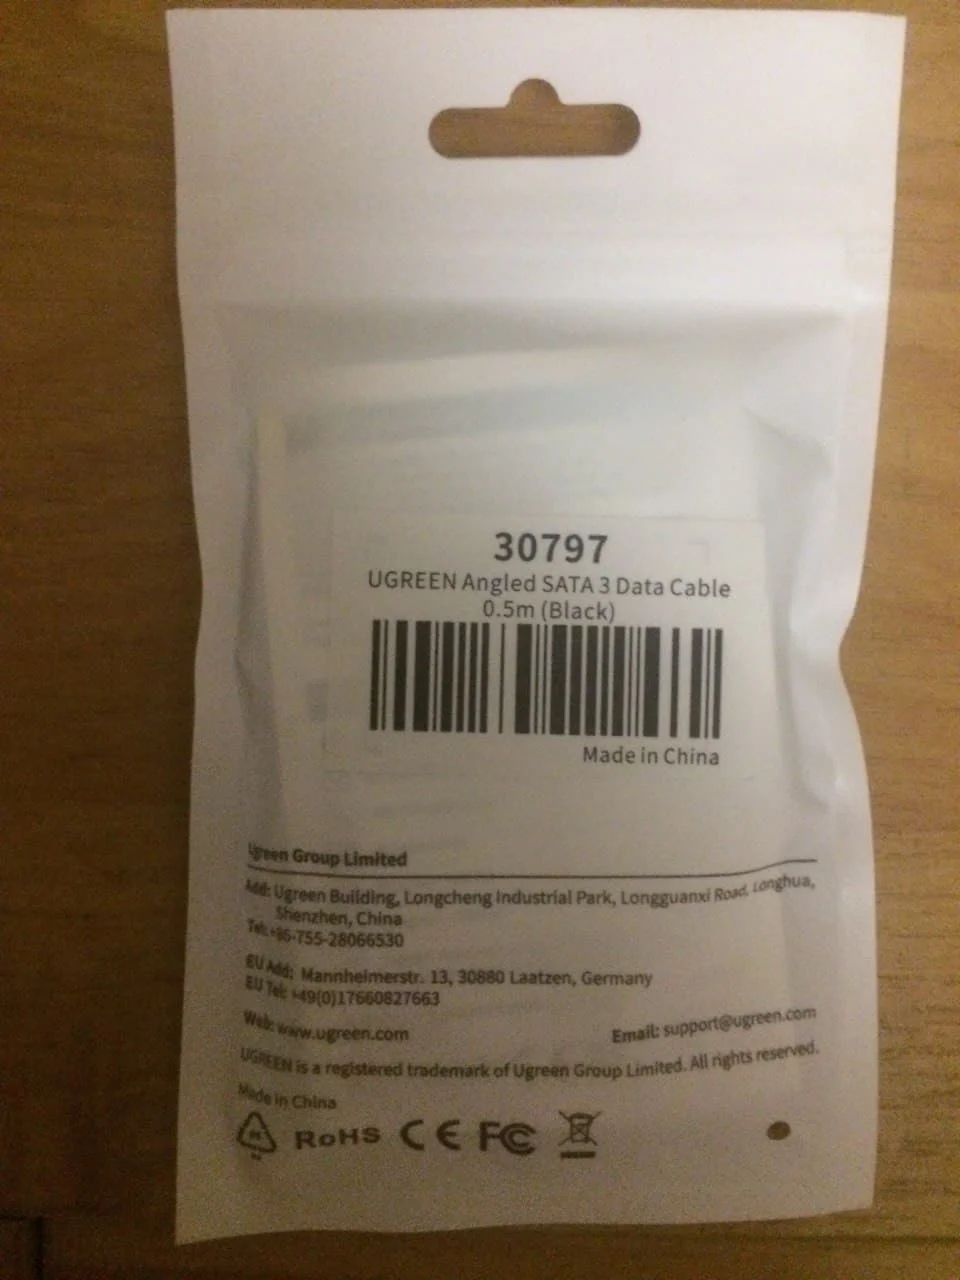 30797
UGREEN Angled SATA 3 Data Cable
0.5m (Black)
Made in China
Ugreen Group Limited
Add: Ugreen Building, Longcheng Industrial Park, Longguanxi Road, Longhua,
Shenzhen, China
Tel: +86-755-28066530
EU Add: Mannheimerstr. 13, 30880 Laatzen, Germany
EU Tel: +49(0)17660827663
Web: www.ugreen.com Email: support@ugreen.com
UGREEN is a registered trademark of Ugreen Group Limited. All rights reserved.
Made in China
RoHS CE FC